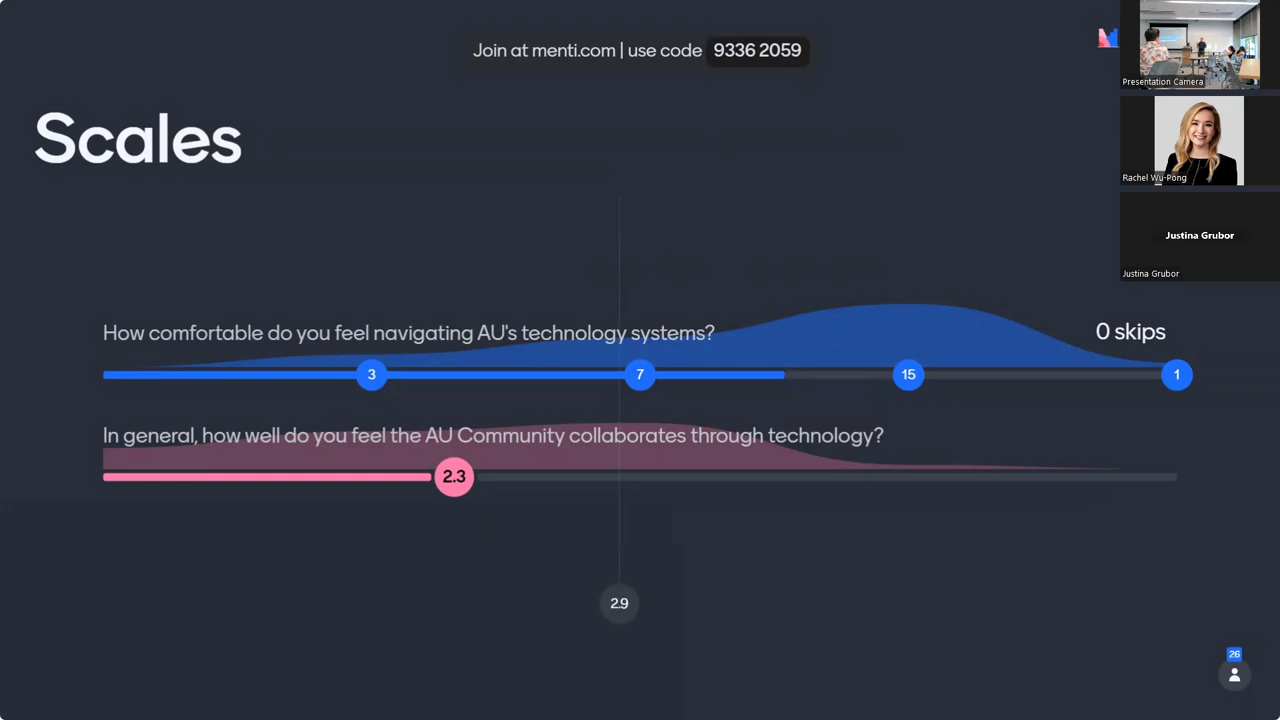 Join at menti.com | use code 9336 2059
Scales
Presentation Camera
Rachel Wu-Pong
Justina Grubor
Justina Grubor
How comfortable do you feel navigating AU's technology systems?
0 skips
3
7
15
1
In general, how well do you feel the AU Community collaborates through technology?
2.3
2.9
26